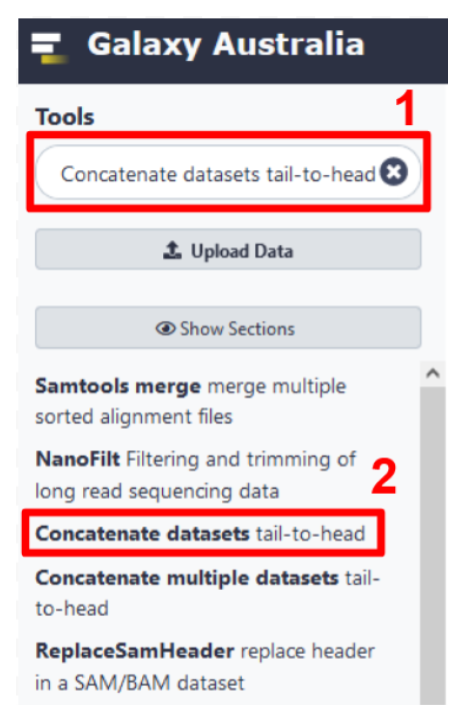 Galaxy Australia
Tools
1
Concatenate datasets tail-to-head
Upload Data
Show Sections
Samtools merge merge multiple
sorted alignment files
NanoFilt Filtering and trimming of
long read sequencing data
2
Concatenate datasets tail-to-head
Concatenate multiple datasets tail-
to-head
ReplaceSamHeader replace header
in a SAM/BAM dataset